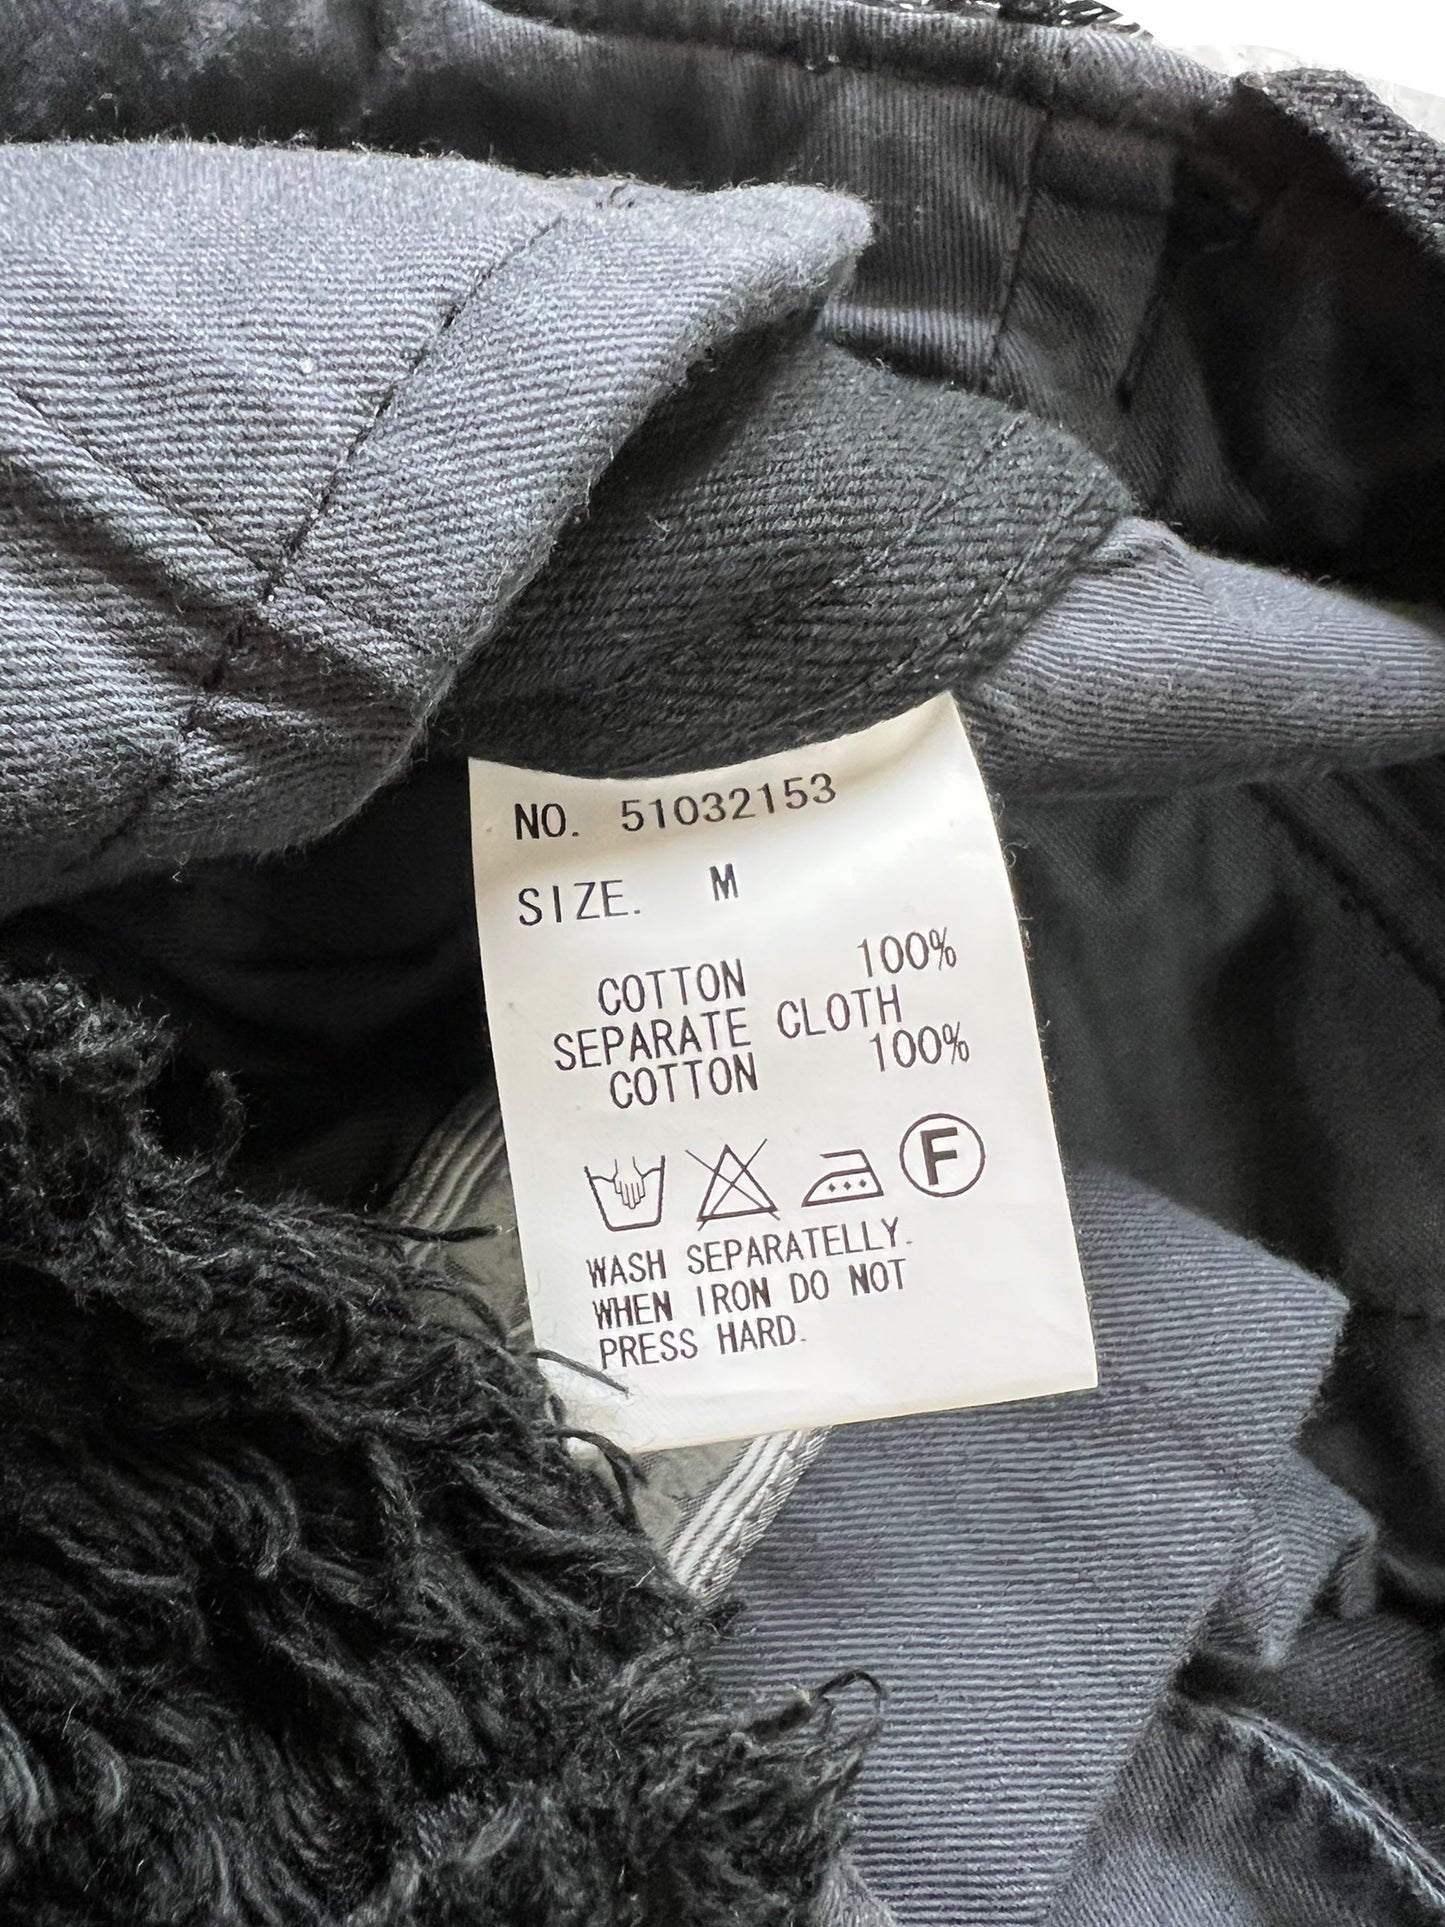 NO. 51032153
SIZE. M
COTTON 100%
SEPARATE CLOTH
COTTON 100%
F
WASH SEPARATELLY.
WHEN IRON DO NOT
PRESS HARD.